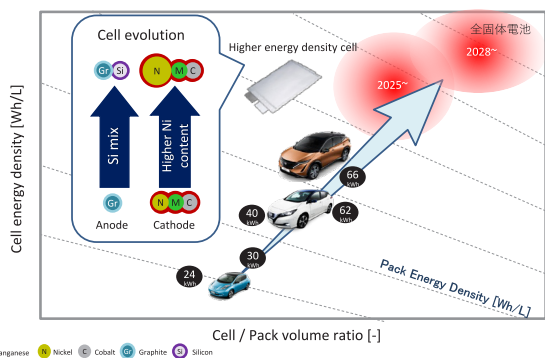 Cell evolution
Gr
Si
N
M
C
Si mix
Higher Ni
content
Gr
N
M
C
Anode
Cathode
Higher energy density cell
全固体電池
2028~
2025~
66
kWh
62
kWh
40
kWh
30
kWh
24
kWh
Pack Energy Density [Wh/L]
Cell energy density [Wh/L]
Cell / Pack volume ratio [-]
anganese N Nickel C Cobalt Gr Graphite Si Silicon